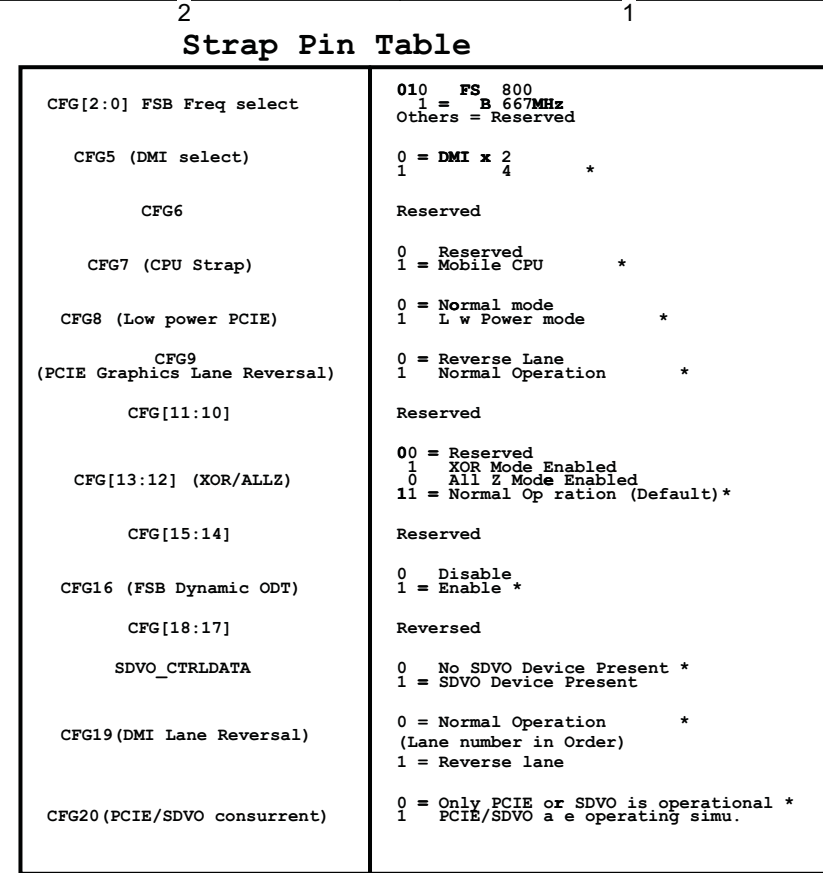 2 1
Strap Pin Table
CFG[2:0] FSB Freq select
010 FS 800
1 = B 667MHz
Others = Reserved
CFG5 (DMI select)
0 = DMI x 2
1 4 *
CFG6
Reserved
CFG7 (CPU Strap)
0 Reserved
1 = Mobile CPU *
CFG8 (Low power PCIE)
0 = Normal mode
1 L w Power mode *
CFG9
(PCIE Graphics Lane Reversal)
0 = Reverse Lane
1 Normal Operation *
CFG[11:10]
Reserved
CFG[13:12] (XOR/ALLZ)
00 = Reserved
1 XOR Mode Enabled
0 All Z Mode Enabled
11 = Normal Op ration (Default)*
CFG[15:14]
Reserved
CFG16 (FSB Dynamic ODT)
0 Disable
1 = Enable *
CFG[18:17]
Reversed
SDVO_CTRLDATA
0 No SDVO Device Present *
1 = SDVO Device Present
CFG19(DMI Lane Reversal)
0 = Normal Operation *
(Lane number in Order)
1 = Reverse lane
CFG20(PCIE/SDVO consurrent)
0 = Only PCIE or SDVO is operational *
1 PCIE/SDVO a e operating simu.